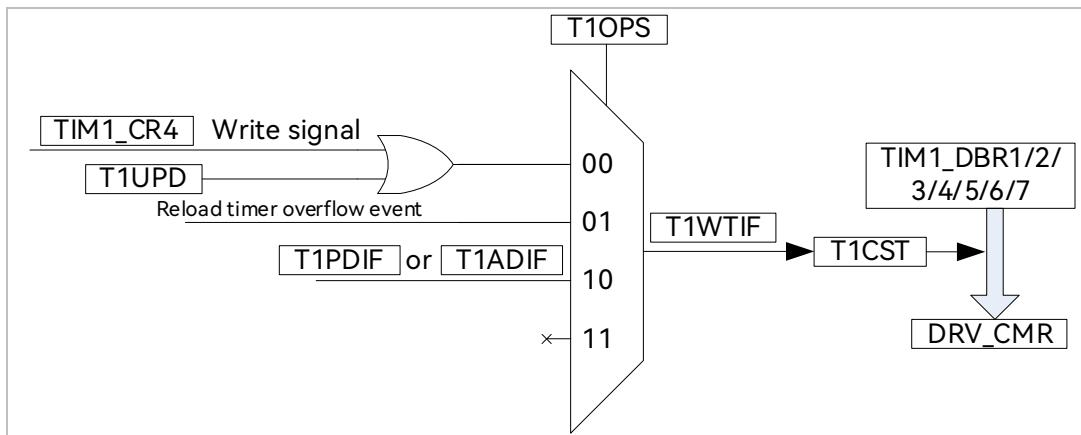 T1OPS
TIM1_CR4 Write signal
T1UPD
00
Reload timer overflow event
01
T1PDIF or T1ADIF
10
11
T1WTIF
T1CST
TIM1_DBR1/2/
3/4/5/6/7
DRV_CMR